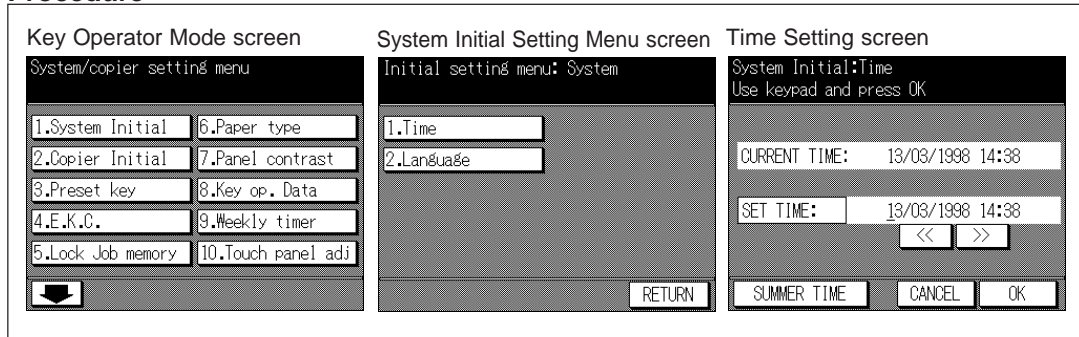 Key Operator Mode screen
System/copier setting menu
1.System Initial
6.Paper type
2.Copier Initial
7.Panel contrast
3.Preset key
8.Key op. Data
4.E.K.C.
9.Weekly timer
5.Lock Job memory
10.Touch panel adj
System Initial Setting Menu screen
Initial setting menu: System
1.Time
2.Language
RETURN
Time Setting screen
System Initial:Time
Use keypad and press OK
CURRENT TIME: 13/03/1998 14:38
SET TIME: 13/03/1998 14:38
<< >>
SUMMER TIME CANCEL OK